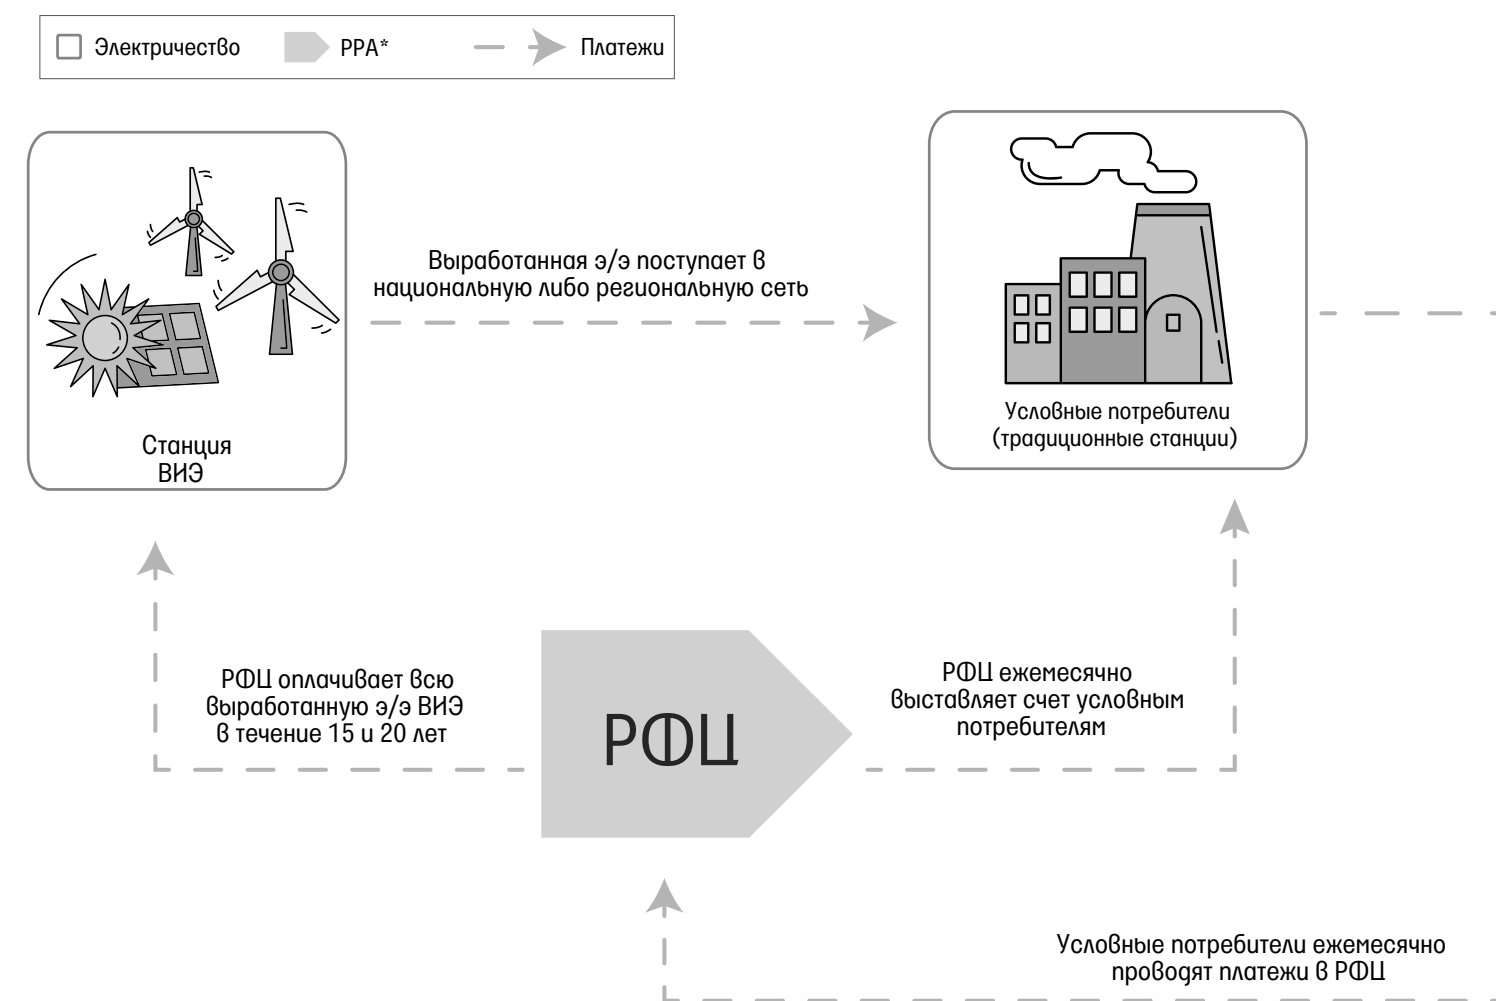 Электричество
PPA*
Платежи
Выработанная э/э поступает в
национальную либо региональную сеть
Станция
ВИЭ
Условные потребители
(традиционные станции)
РФЦ оплачивает всю
выработанную э/э ВИЭ
в течение 15 и 20 лет
РФЦ
РФЦ ежемесячно
выставляет счет условным
потребителям
Условные потребители ежемесячно
проводят платежи в РФЦ